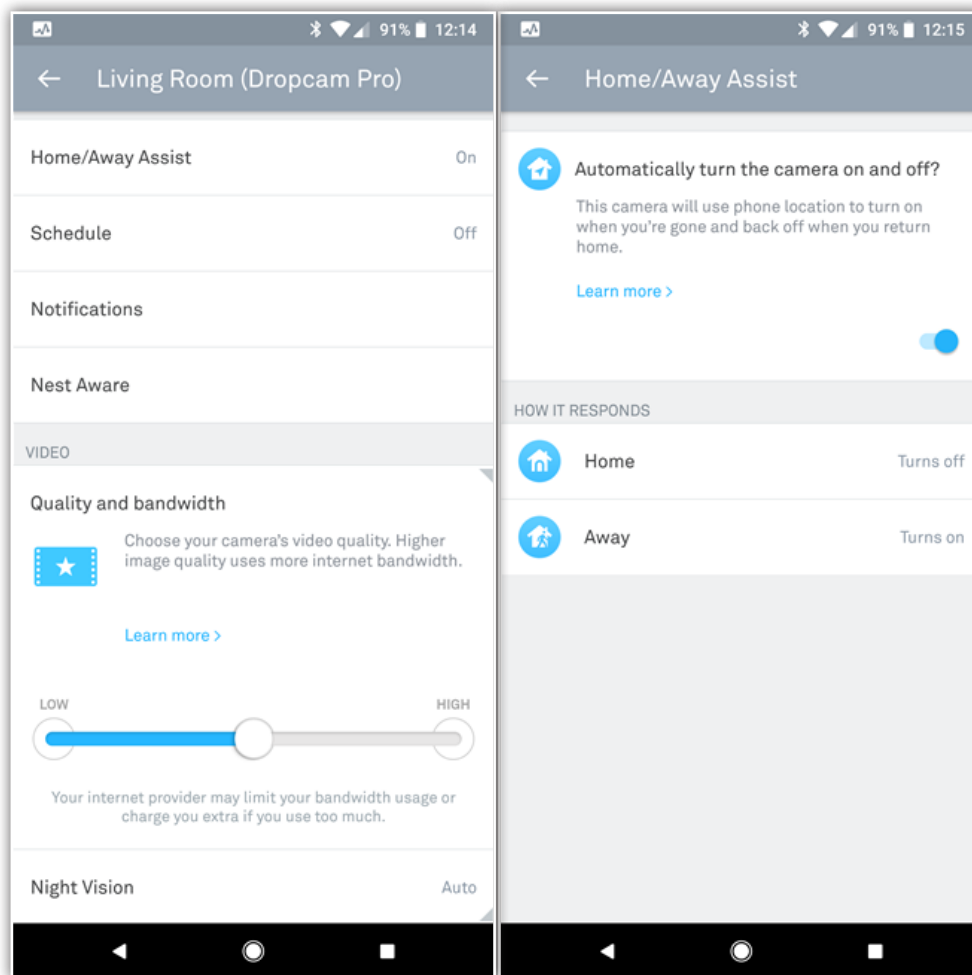 91% 12:14
Living Room (Dropcam Pro)
Home/Away Assist On
Schedule Off
Notifications
Nest Aware
VIDEO
Quality and bandwidth
Choose your camera's video quality. Higher
image quality uses more internet bandwidth.
Learn more >
LOW HIGH
Your internet provider may limit your bandwidth usage or
charge you extra if you use too much.
Night Vision Auto
91% 12:15
Home/Away Assist
Automatically turn the camera on and off?
This camera will use phone location to turn on
when you're gone and back off when you return
home.
Learn more >
HOW IT RESPONDS
Home Turns off
Away Turns on